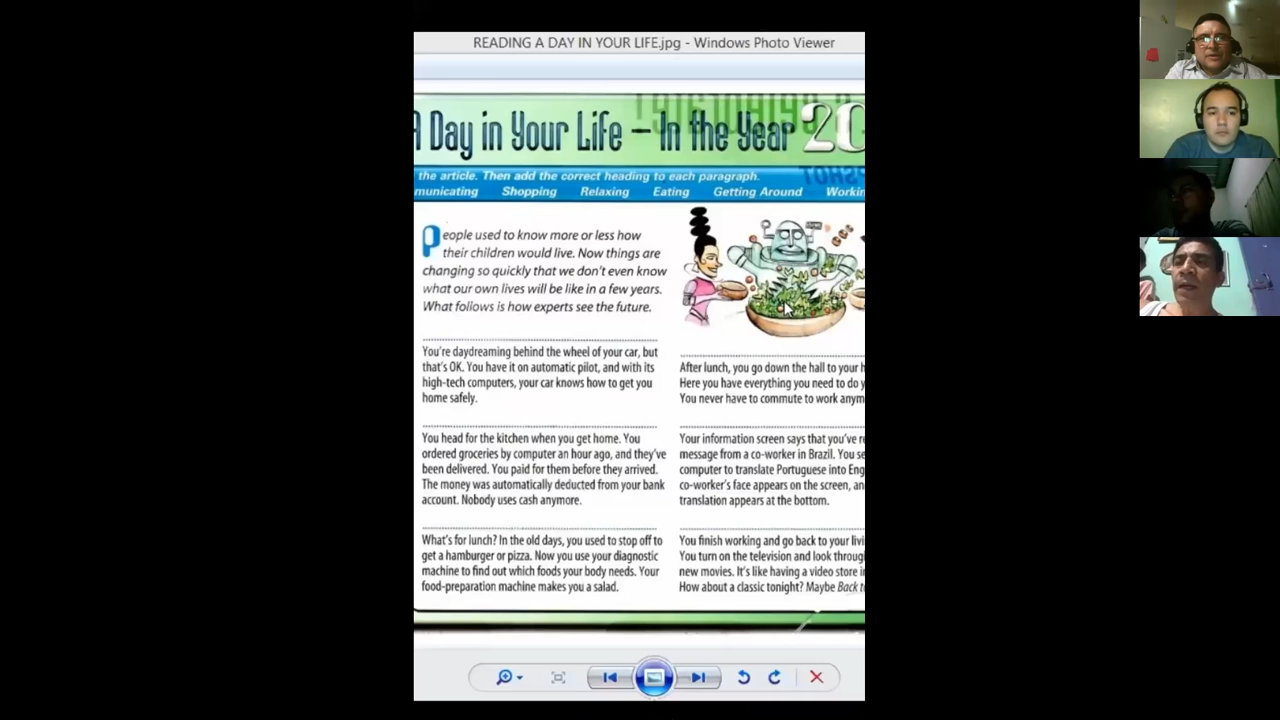 READING A DAY IN YOUR LIFE.jpg - Windows Photo Viewer
A Day in Your Life – In the Year 20
the article. Then add the correct heading to each paragraph.
Shopping Relaxing Eating Getting Around
People used to know more or less how
their children would live. Now things are
changing so quickly that we don't even know
what our own lives will be like in a few years.
What follows is how experts see the future.
You're daydreaming behind the wheel of your car, but
that's OK. You have it on automatic pilot, and with its
high-tech computers, your car knows how to get you
home safely.
You head for the kitchen when you get home. You
ordered groceries by computer an hour ago, and they've
been delivered. You paid for them before they arrived.
The money was automatically deducted from your bank
account. Nobody uses cash anymore.
What's for lunch? In the old days, you used to stop off to
get a hamburger or pizza. Now you use your diagnostic
machine to find out which foods your body needs. Your
food-preparation machine makes you a salad.
After lunch, you go down the hall to your
Here you have everything you need to do
You never have to commute to work
Your information screen says that you've
message from a co-worker in Brazil. You
computer to translate Portuguese into
co-worker's face appears on the screen,
translation appears at the bottom.
You finish working and go back to your
You turn on the television and look
new movies. It's like having a video store
How about a classic tonight? Maybe Back